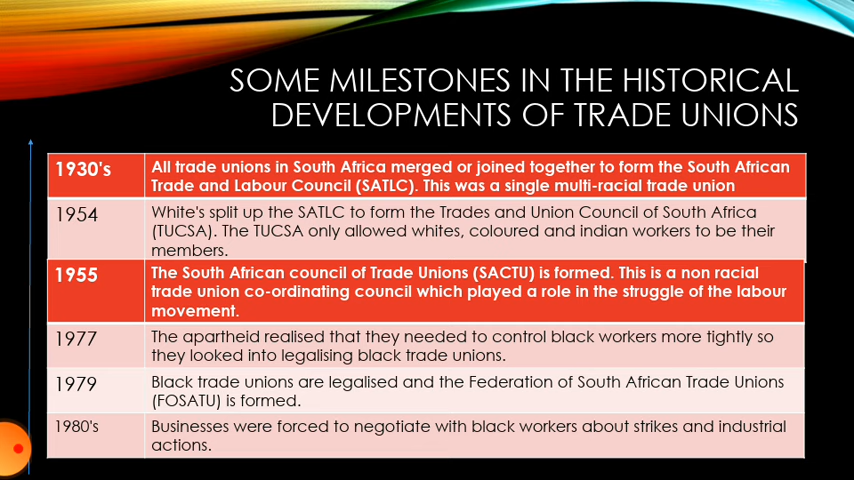 SOME MILESTONES IN THE HISTORICAL
DEVELOPMENTS OF TRADE UNIONS
1930's
All trade unions in South Africa merged or joined together to form the South African
Trade and Labour Council (SATLC). This was a single multi-racial trade union
1954
White's split up the SATLC to form the Trades and Union Council of South Africa
(TUCSA). The TUCSA only allowed whites, coloured and indian workers to be their
members.
1955
The South African council of Trade Unions (SACTU) is formed. This is a non racial
trade union co-ordinating council which played a role in the struggle of the labour
movement.
1977
The apartheid realised that they needed to control black workers more tightly so
they looked into legalising black trade unions.
1979
Black trade unions are legalised and the Federation of South African Trade Unions
(FOSATU) is formed.
1980's
Businesses were forced to negotiate with black workers about strikes and industrial
actions.